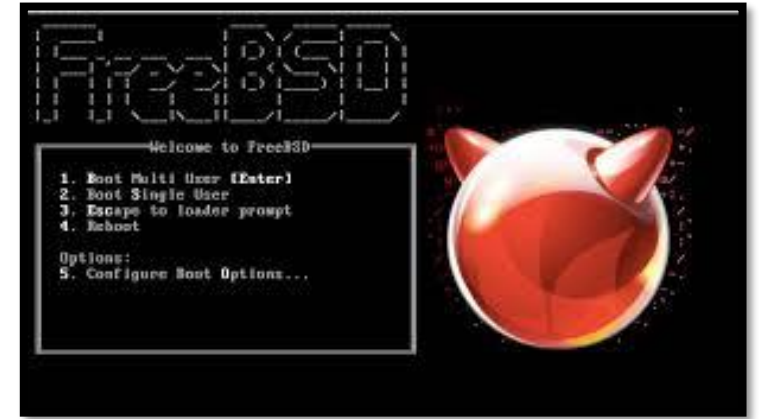 FreeBSD
Welcome to FreeBSD
1. Boot Multi User [Enter]
2. Boot Single User
3. Escape to loader prompt
4. Reboot
Options:
5. Configure Boot Options...